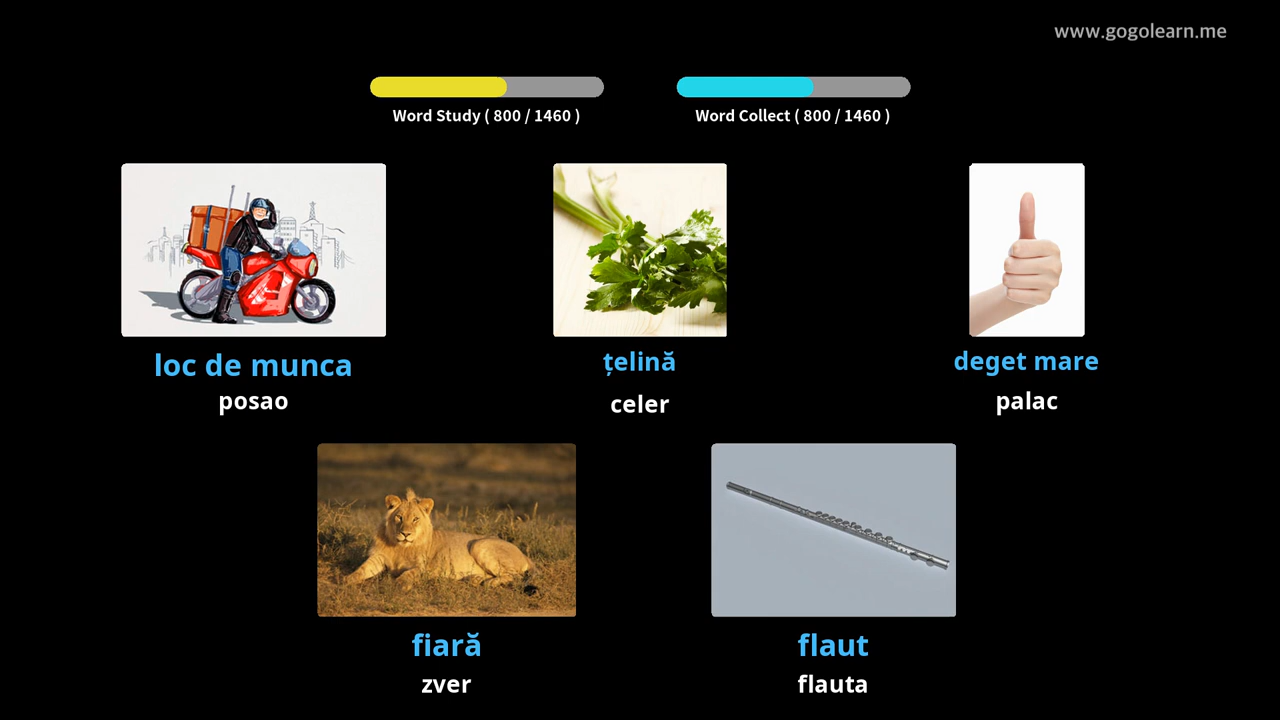 www.gogolearn.me
Word Study ( 800 / 1460 )
Word Collect ( 800 / 1460 )
loc de munca
posao
țelină
celer
deget mare
palac
fiară
zver
flaut
flauta